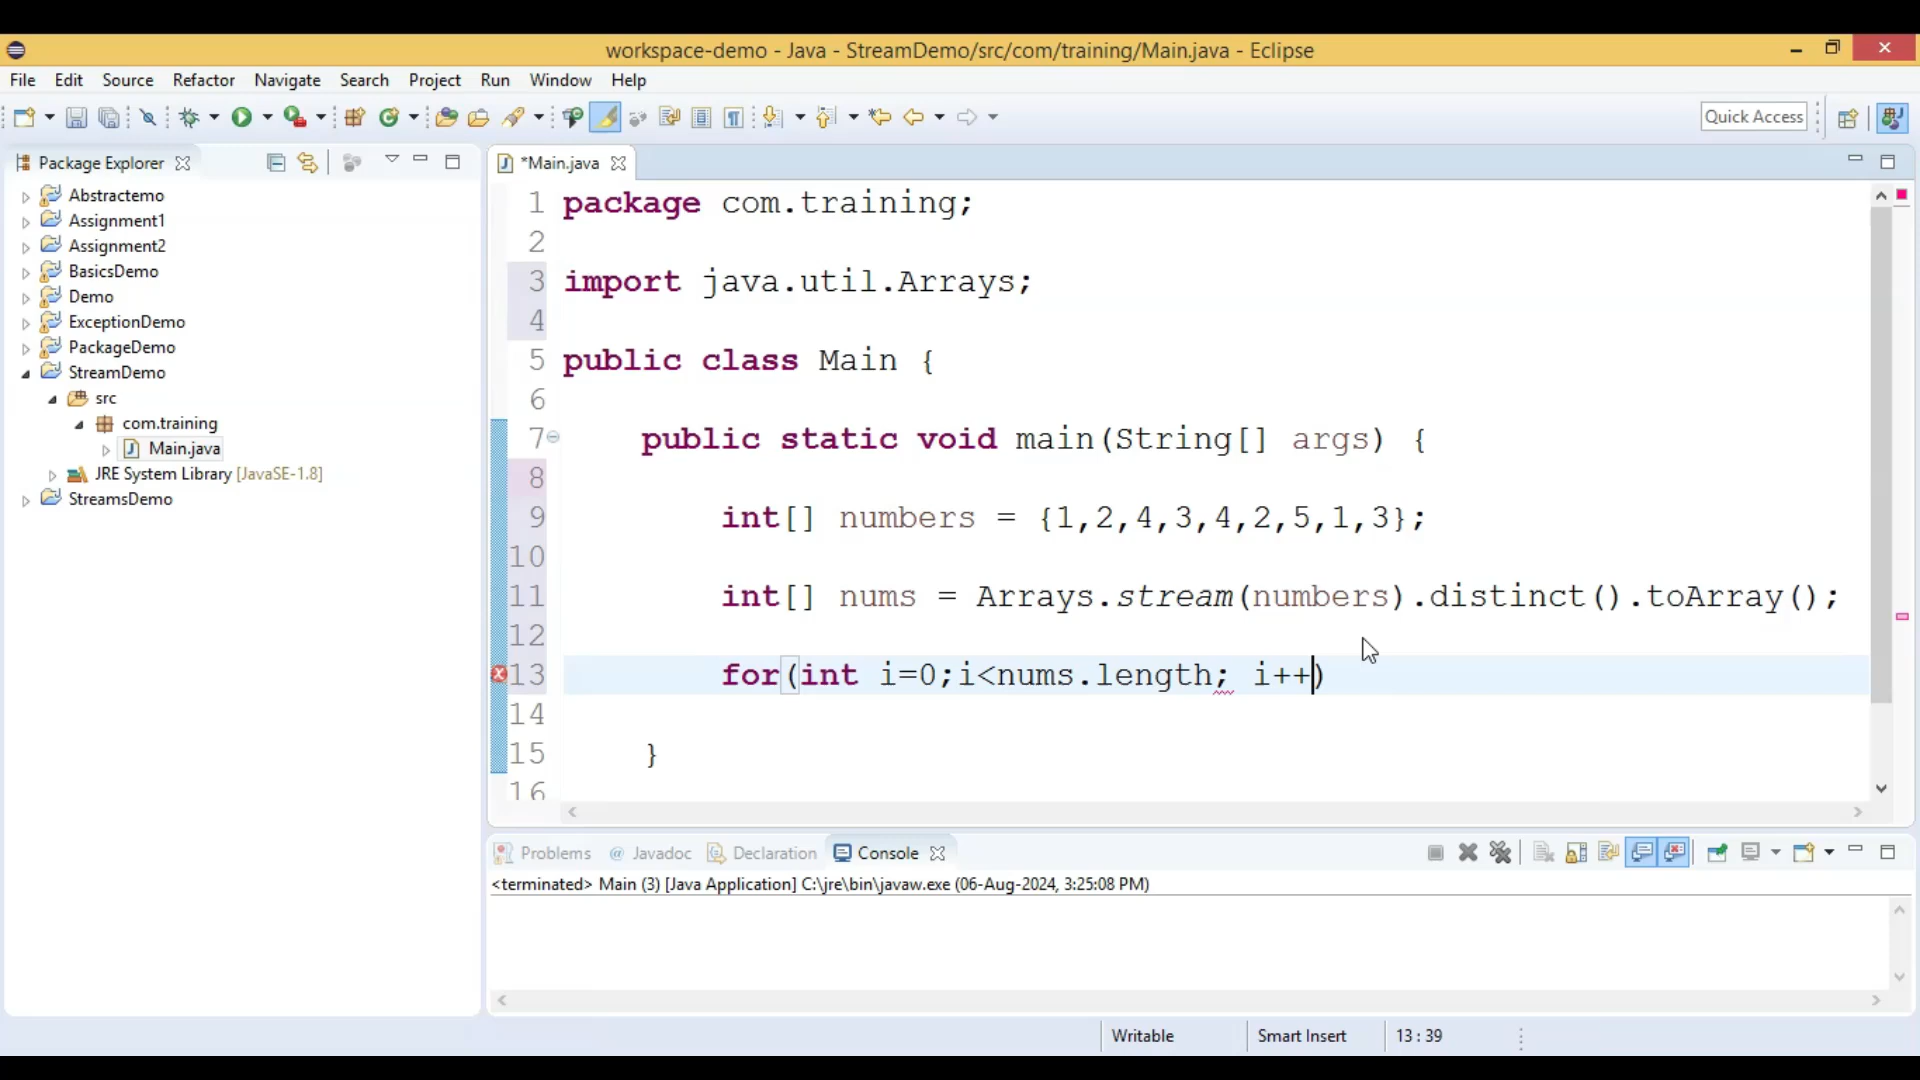 workspace-demo - Java - StreamDemo/src/com/training/Main.java - Eclipse
File Edit Source Refactor Navigate Search Project Run Window Help
Quick Access
Package Explorer
*Main.java
Abstractemo
Assignment1
Assignment2
BasicsDemo
Demo
ExceptionDemo
PackageDemo
StreamDemo
src
com.training
Main.java
JRE System Library [JavaSE-1.8]
StreamsDemo
1 package com.training;
2
3 import java.util.Arrays;
4
5 public class Main {
6
7 public static void main(String[] args) {
8
9 int[] numbers = {1,2,4,3,4,2,5,1,3};
10
11 int[] nums = Arrays.stream(numbers).distinct().toArray();
12
13 for(int i=0;i<nums.length; i++)
14
15 }
16
Problems @ Javadoc Declaration Console
<terminated> Main (3) [Java Application] C:\jre\bin\javaw.exe (06-Aug-2024, 3:25:08 PM)
Writable Smart Insert 13 : 39